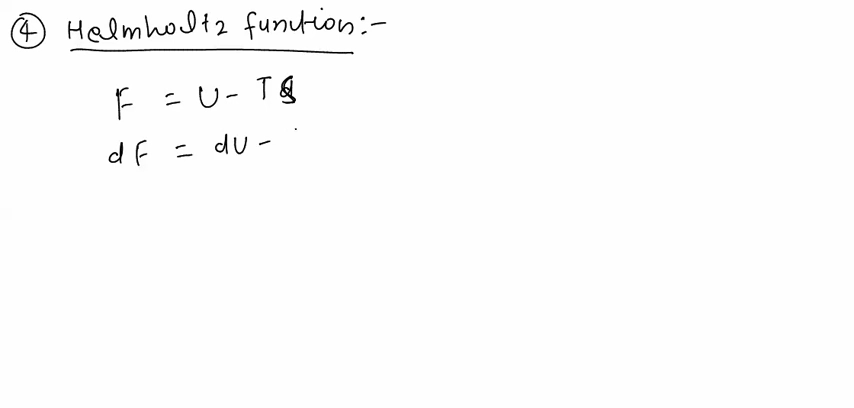 ④ Helmholtz function:-
F = U - TS
dF = dU -